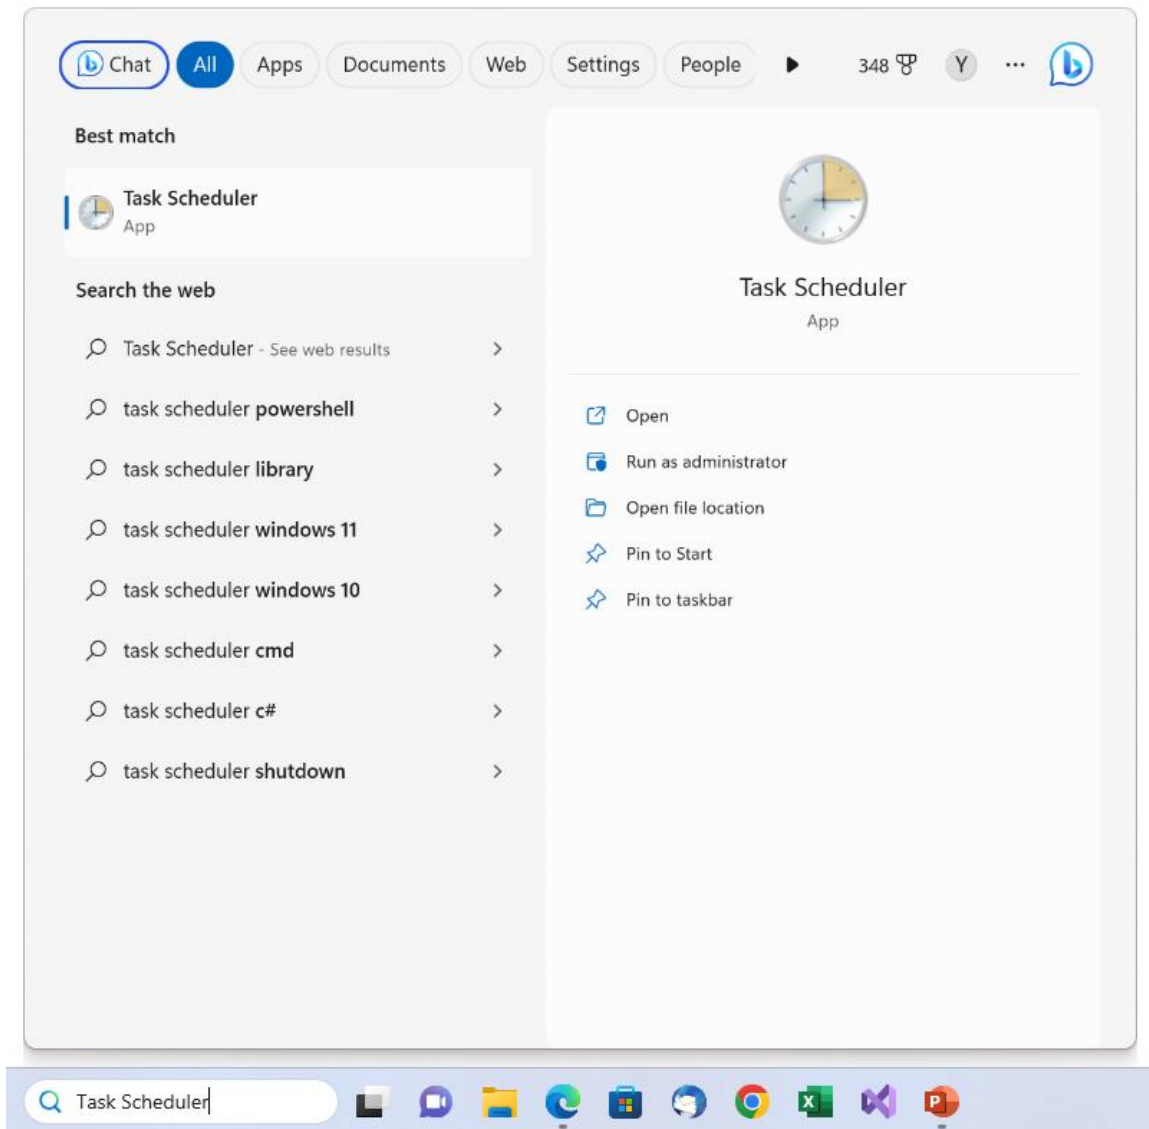 Chat All Apps Documents Web Settings People 348 Y ...
Best match
Task Scheduler
App
Search the web
Task Scheduler - See web results
task scheduler powershell
task scheduler library
task scheduler windows 11
task scheduler windows 10
task scheduler cmd
task scheduler c#
task scheduler shutdown
Task Scheduler
App
Open
Run as administrator
Open file location
Pin to Start
Pin to taskbar
Task Scheduler